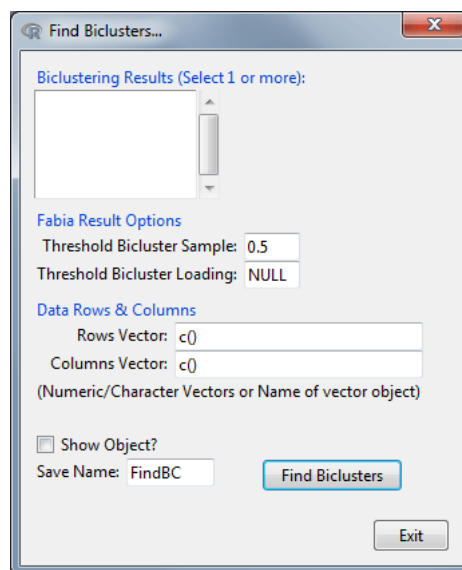 Find Biclusters...
Biclustering Results (Select 1 or more):
Fabia Result Options
Threshold Bicluster Sample: 0.5
Threshold Bicluster Loading: NULL
Data Rows & Columns
Rows Vector: c()
Columns Vector: c()
(Numeric/Character Vectors or Name of vector object)
Show Object?
Save Name: FindBC Find Biclusters
Exit